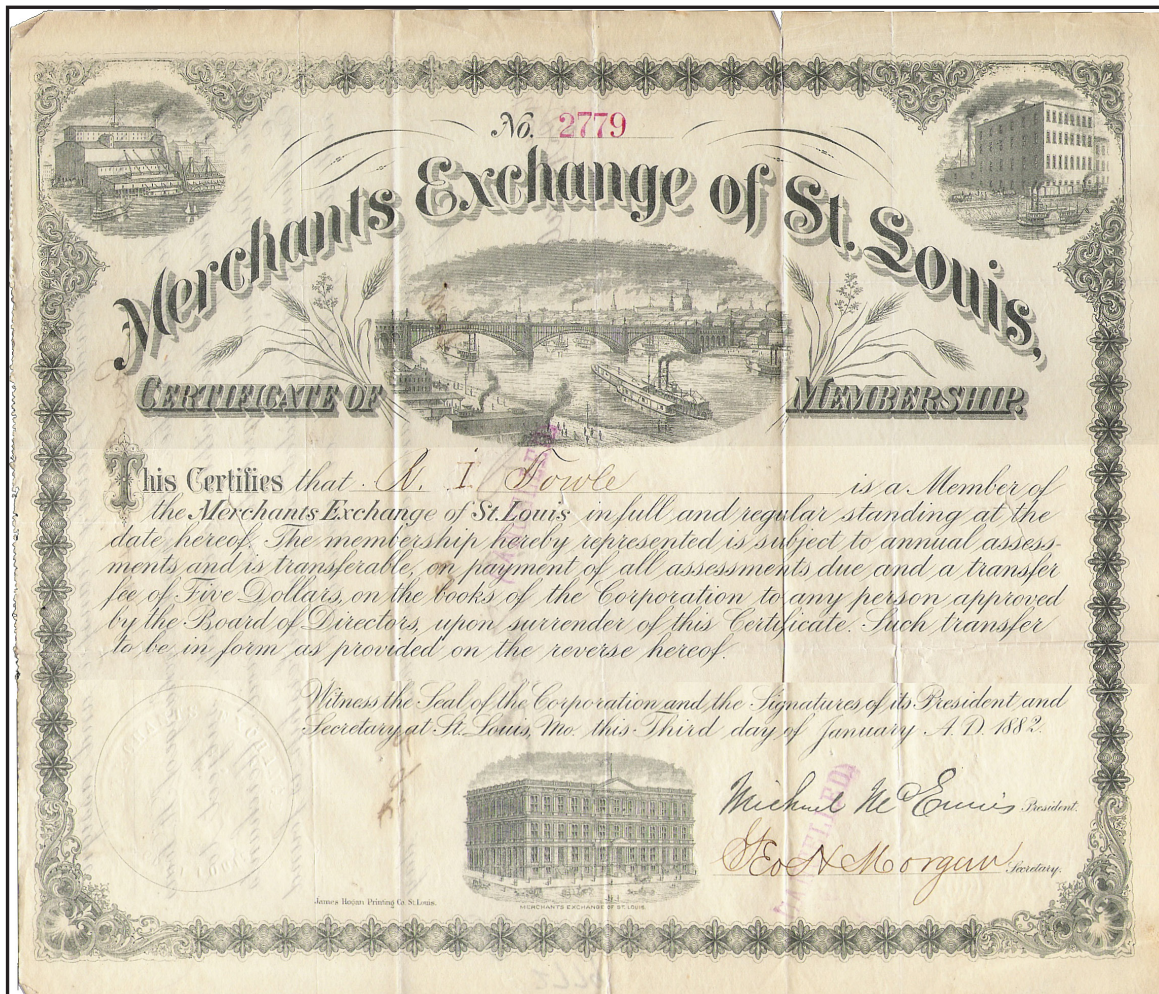 No. 2779
Merchants Exchange of St. Louis,
CERTIFICATE OF MEMBERSHIP.
This Certifies that N. I. Towle is a Member of
the Merchants Exchange of St. Louis in full and regular standing at the
date hereof. The membership hereby represented is subject to annual assess-
ments and is transferable, on payment of all assessments due and a transfer
fee of Five Dollars, on the books of the Corporation to any person approved
by the Board of Directors, upon surrender of this Certificate. Such transfer
to be in form as provided on the reverse hereof.
Witness the Seal of the Corporation and the Signatures of its President and
Secretary at St. Louis, Mo. this Third day of January A.D. 1882.
Michael McEnnis President.
Geo H Morgan Secretary.
CANCELLED
CANCELLED
James Hogan Printing Co. St. Louis.
MERCHANTS EXCHANGE OF ST. LOUIS.